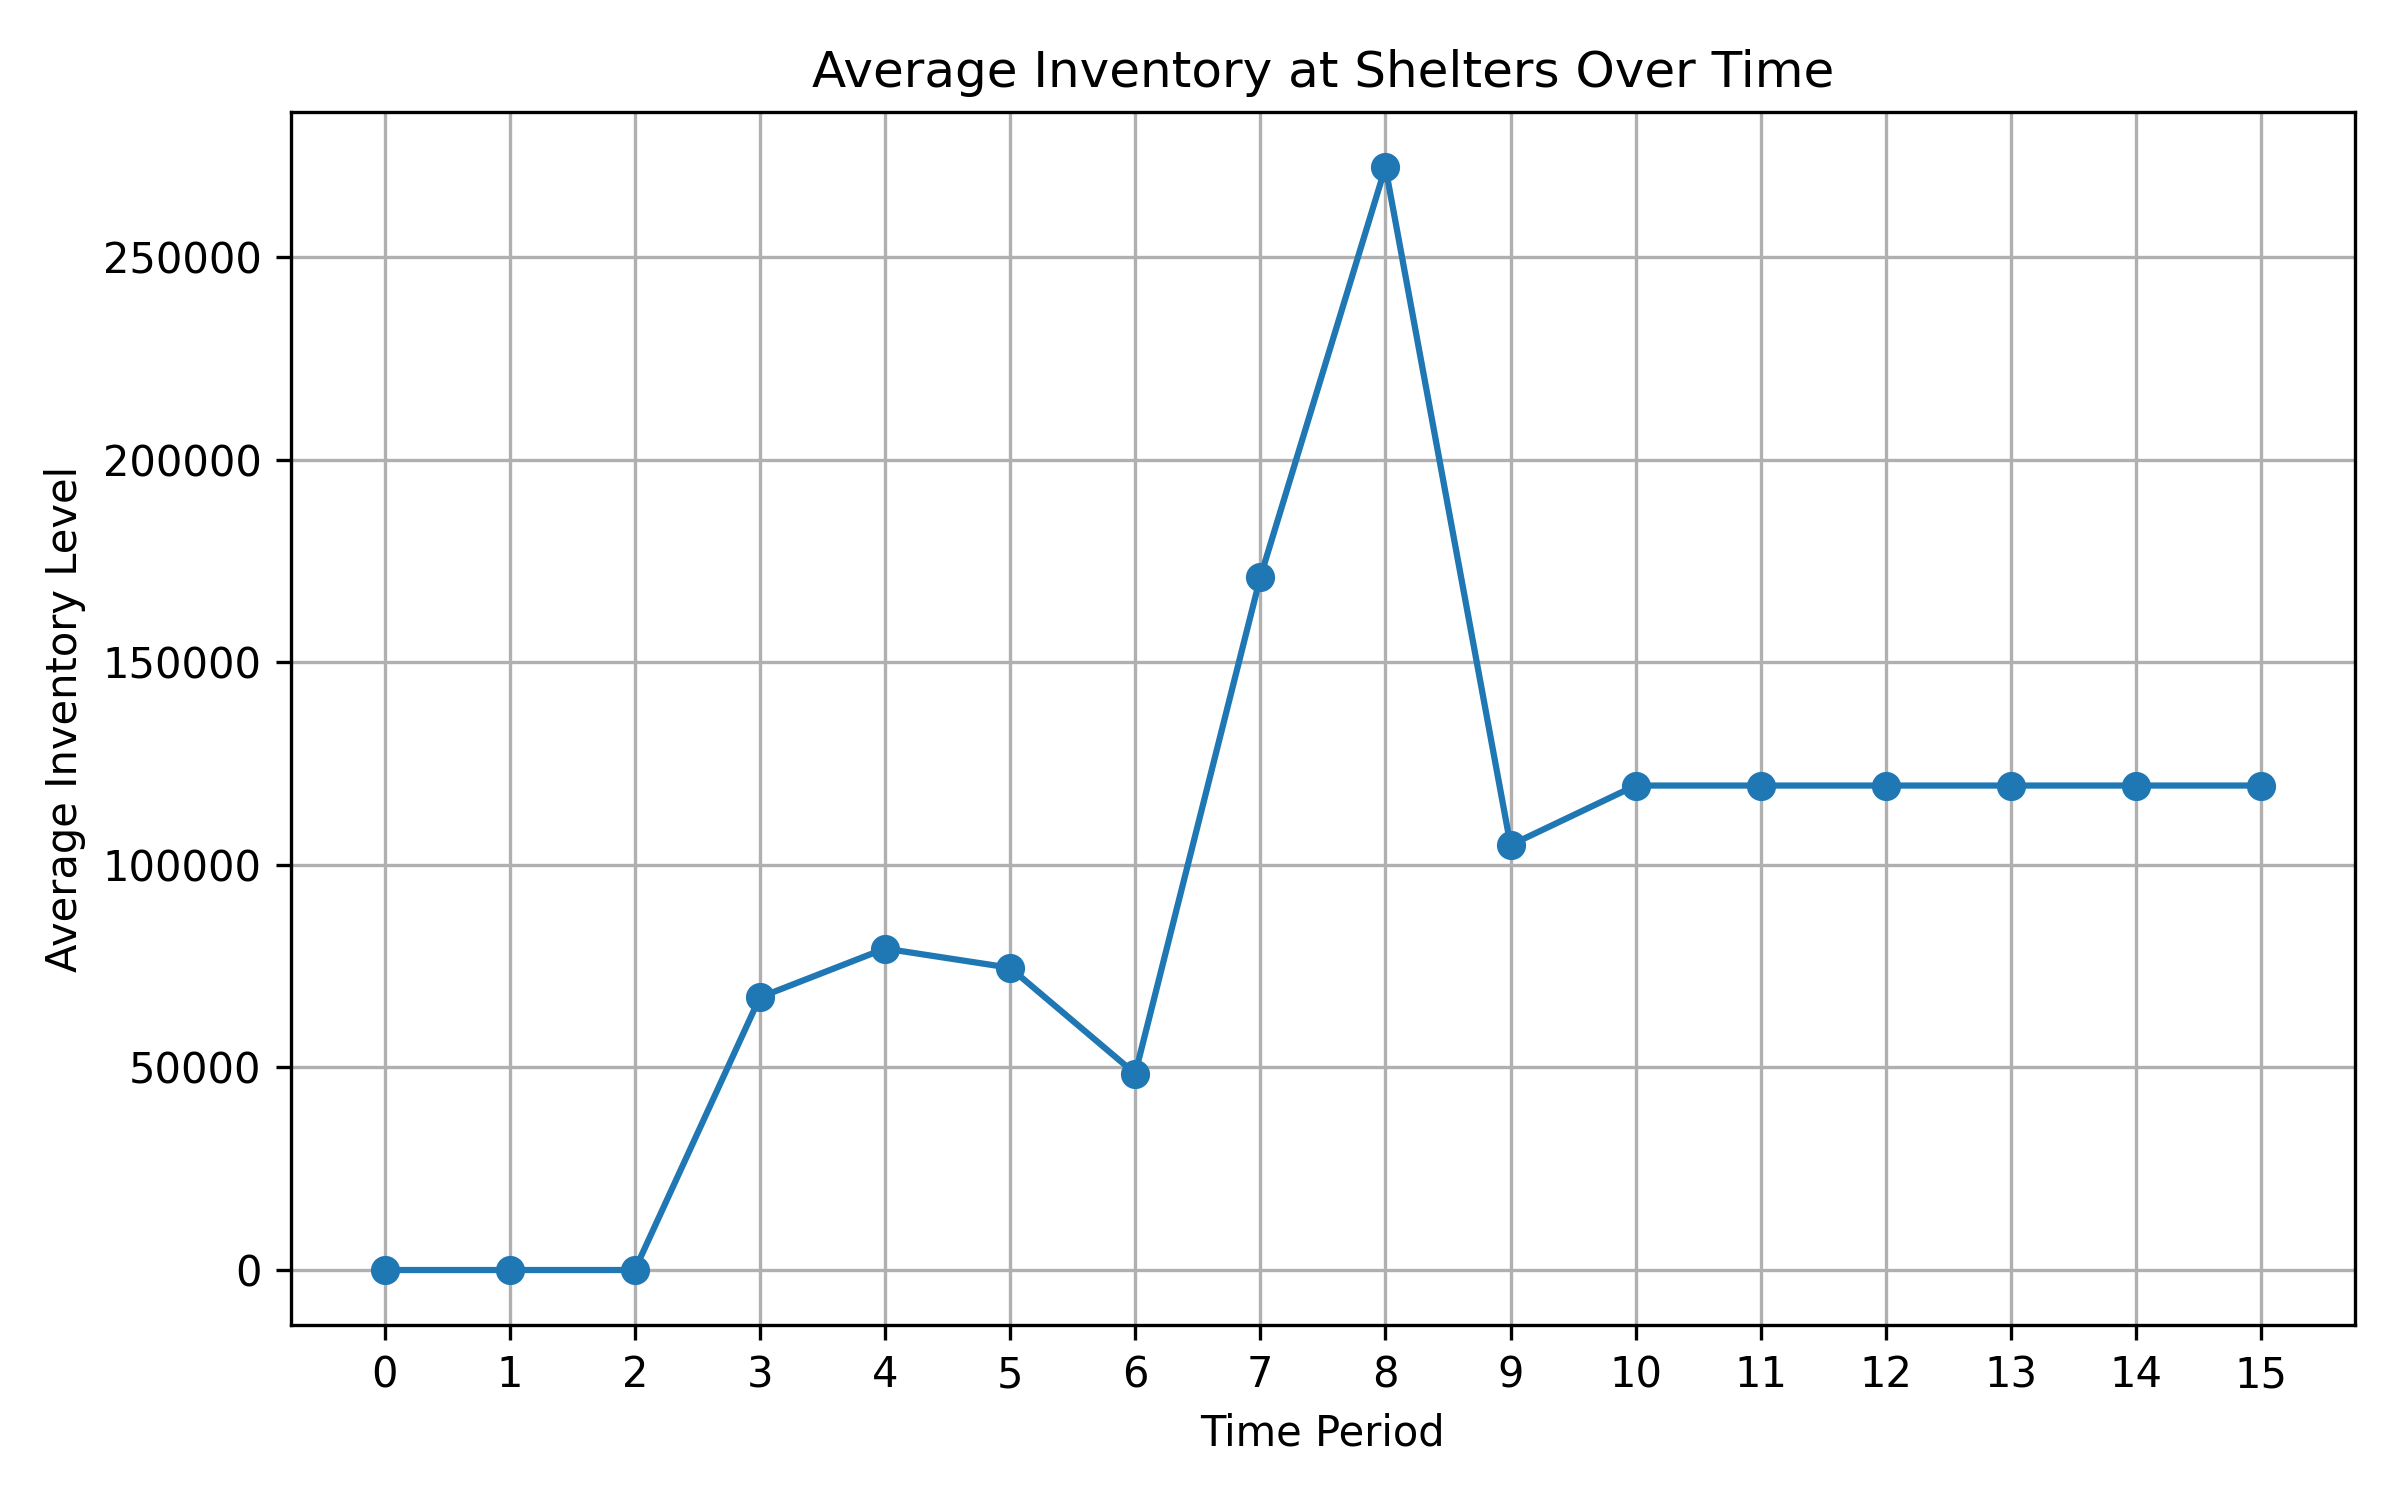 Average Inventory at Shelters Over Time
Average Inventory Level
250000
200000
150000
100000
50000
0
0 1 2 3 4 5 6 7 8 9 10 11 12 13 14 15
Time Period